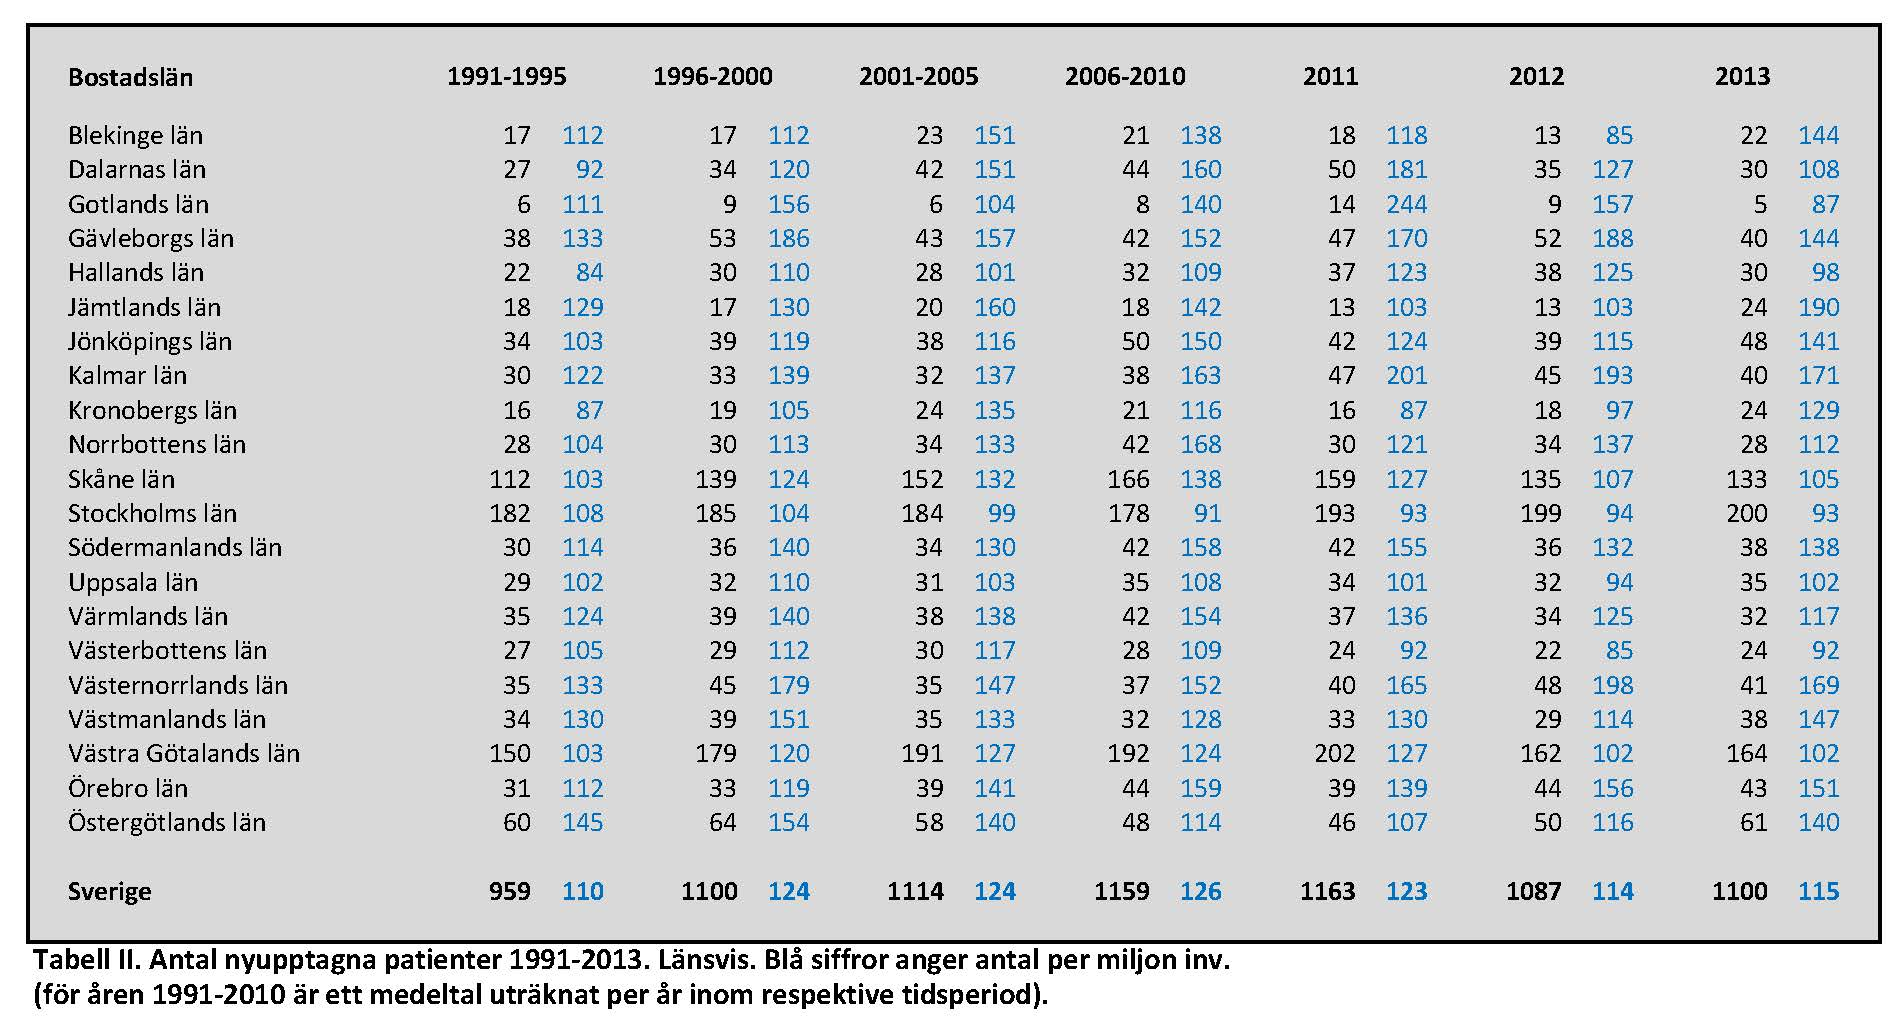 Bostadslän 1991-1995 1996-2000 2001-2005 2006-2010 2011 2012 2013
Blekinge län 17 112 17 112 23 151 21 138 18 118 13 85 22 144
Dalarnas län 27 92 34 120 42 151 44 160 50 181 35 127 30 108
Gotlands län 6 111 9 156 6 104 8 140 14 244 9 157 5 87
Gävleborgs län 38 133 53 186 43 157 42 152 47 170 52 188 40 144
Hallands län 22 84 30 110 28 101 32 109 37 123 38 125 30 98
Jämtlands län 18 129 17 130 20 160 18 142 13 103 13 103 24 190
Jönköpings län 34 103 39 119 38 116 50 150 42 124 39 115 48 141
Kalmar län 30 122 33 139 32 137 38 163 47 201 45 193 40 171
Kronobergs län 16 87 19 105 24 135 21 116 16 87 18 97 24 129
Norrbottens län 28 104 30 113 34 133 42 168 30 121 34 137 28 112
Skåne län 112 103 139 124 152 132 166 138 159 127 135 107 133 105
Stockholms län 182 108 185 104 184 99 178 91 193 93 199 94 200 93
Södermanlands län 30 114 36 140 34 130 42 158 42 155 36 132 38 138
Uppsala län 29 102 32 110 31 103 35 108 34 101 32 94 35 102
Värmlands län 35 124 39 140 38 138 42 154 37 136 34 125 32 117
Västerbottens län 27 105 29 112 30 117 28 109 24 92 22 85 24 92
Västernorrlands län 35 133 45 179 35 147 37 152 40 165 48 198 41 169
Västmanlands län 34 130 39 151 35 133 32 128 33 130 29 114 38 147
Västra Götalands län 150 103 179 120 191 127 192 124 202 127 162 102 164 102
Örebro län 31 112 33 119 39 141 44 159 39 139 44 156 43 151
Östergötlands län 60 145 64 154 58 140 48 114 46 107 50 116 61 140
Sverige 959 110 1100 124 1114 124 1159 126 1163 123 1087 114 1100 115
Tabell II. Antal nyupptagna patienter 1991-2013. Länsvis. Blå siffror anger antal per miljon inv.
(för åren 1991-2010 är ett medeltal uträknat per år inom respektive tidsperiod).